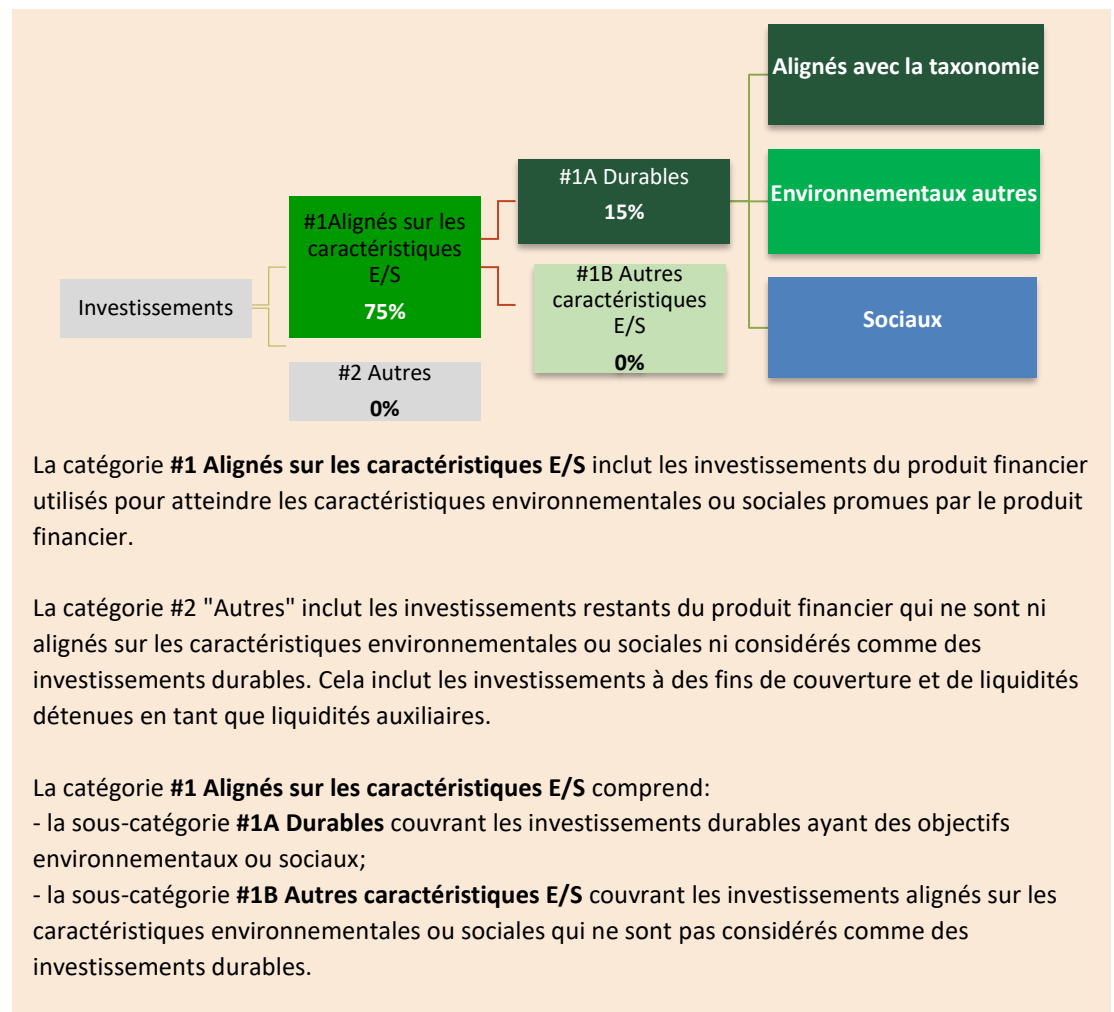 Alignés avec la taxonomie
#1A Durables
15%
Environnementaux autres
#1Alignés sur les
caractéristiques
E/S
75%
#1B Autres
caractéristiques
E/S
0%
Investissements
Sociaux
#2 Autres
0%
La catégorie #1 Alignés sur les caractéristiques E/S inclut les investissements du produit financier
utilisés pour atteindre les caractéristiques environnementales ou sociales promues par le produit
financier.
La catégorie #2 "Autres" inclut les investissements restants du produit financier qui ne sont ni
alignés sur les caractéristiques environnementales ou sociales ni considérés comme des
investissements durables. Cela inclut les investissements à des fins de couverture et de liquidités
détenues en tant que liquidités auxiliaires.
La catégorie #1 Alignés sur les caractéristiques E/S comprend:
- la sous-catégorie #1A Durables couvrant les investissements durables ayant des objectifs
environnementaux ou sociaux;
- la sous-catégorie #1B Autres caractéristiques E/S couvrant les investissements alignés sur les
caractéristiques environnementales ou sociales qui ne sont pas considérés comme des
investissements durables.